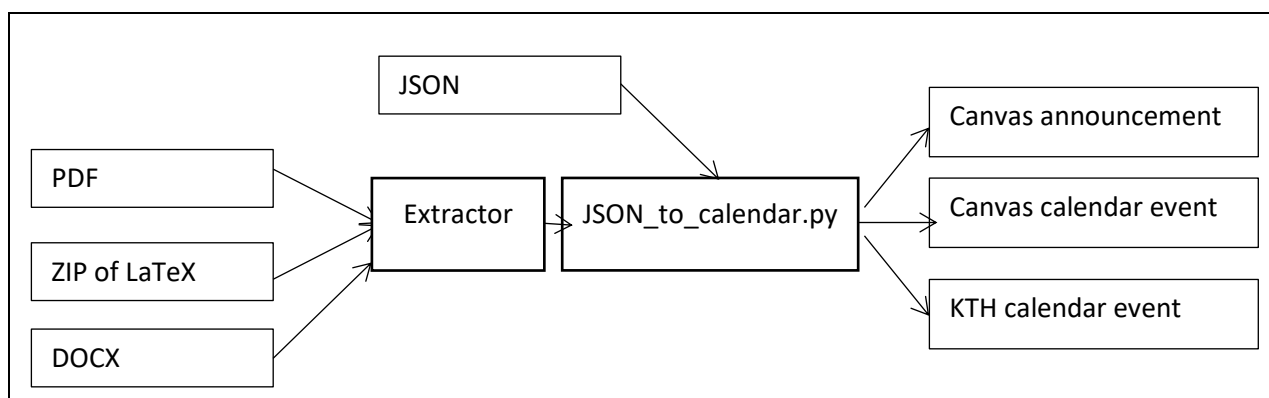 JSON
PDF
ZIP of LaTeX
DOCX
Extractor
JSON_to_calendar.py
Canvas announcement
Canvas calendar event
KTH calendar event